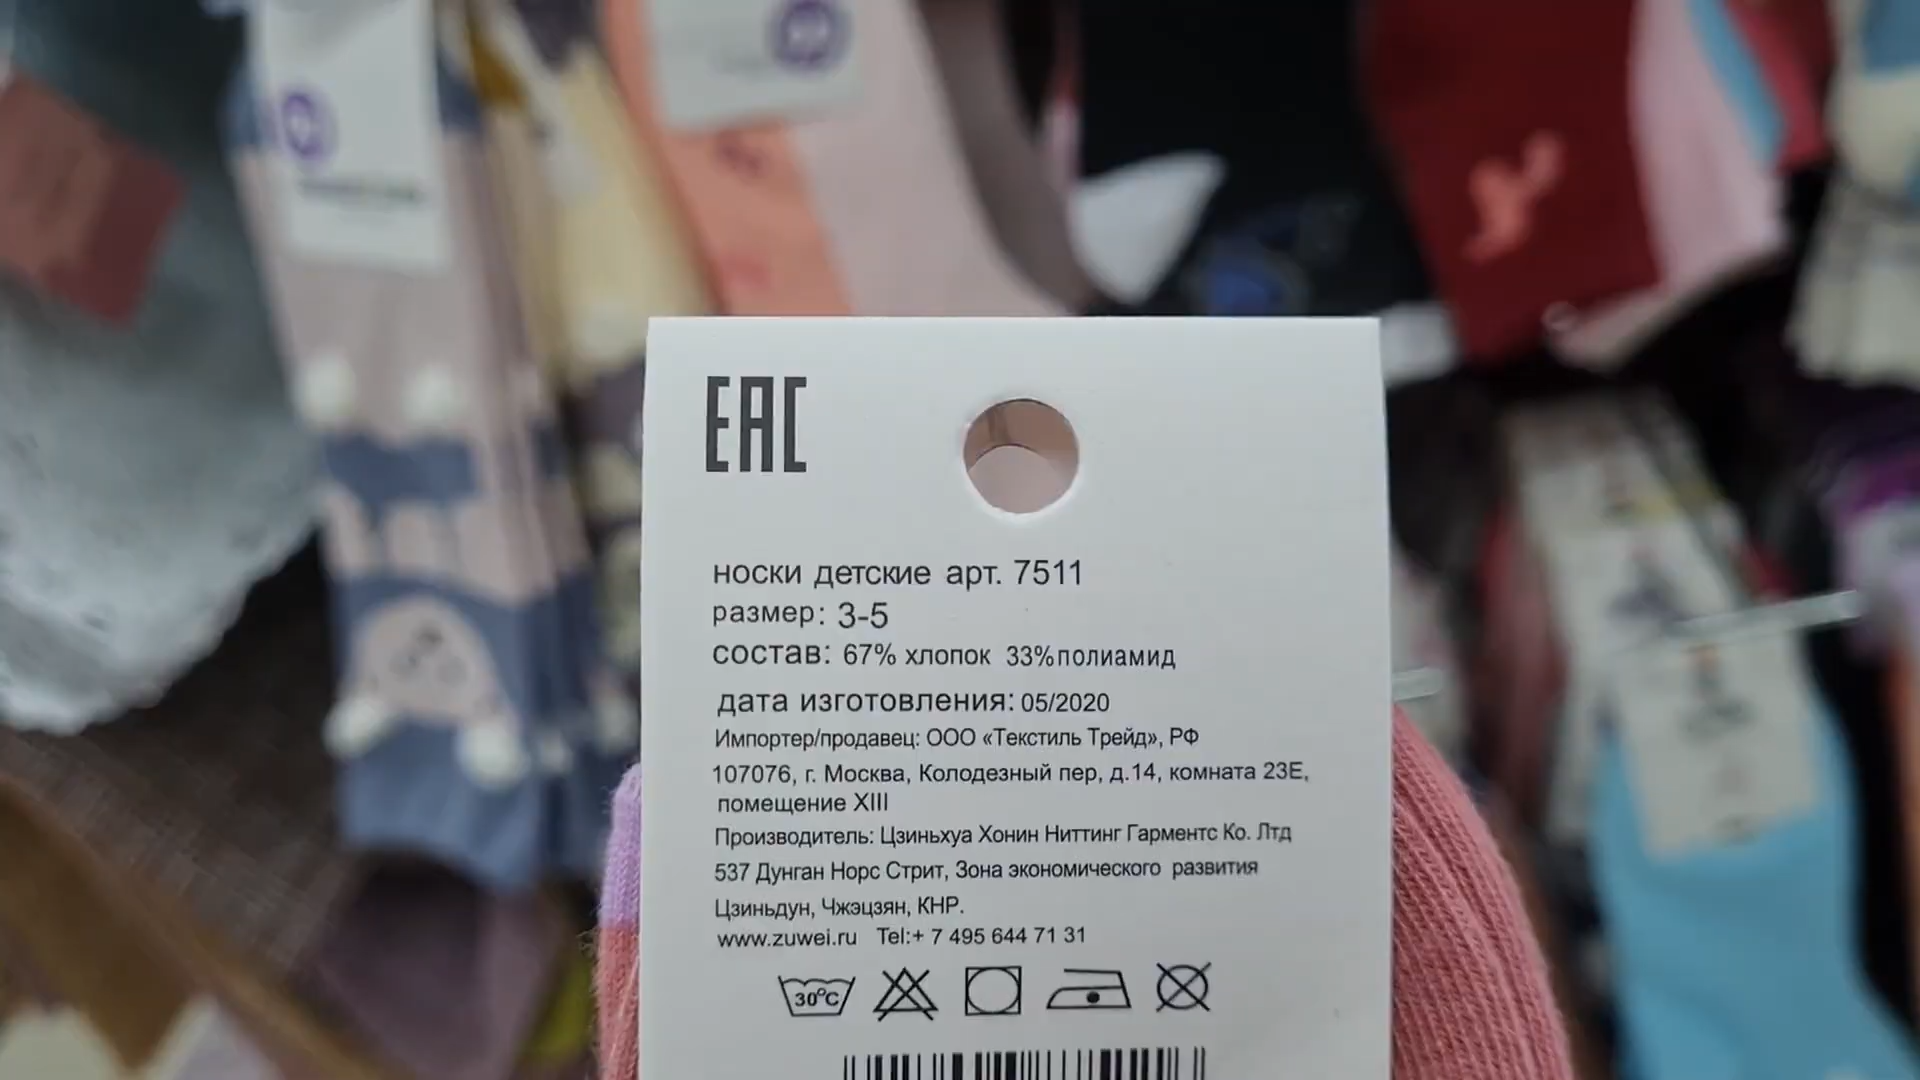 ЕАС
носки детские арт. 7511
размер: 3-5
состав: 67% хлопок 33%полиамид
дата изготовления: 05/2020
Импортер/продавец: ООО «Текстиль Трейд», РФ
107076, г. Москва, Колодезный пер, д.14, комната 23Е,
помещение XIII
Производитель: Цзиньхуа Хонин Ниттинг Гарментс Ко. Лтд
537 Дунган Норс Стрит, Зона экономического развития
Цзиньдун, Чжэцзян, КНР.
www.zuwei.ru Tel:+ 7 495 644 71 31
30°C